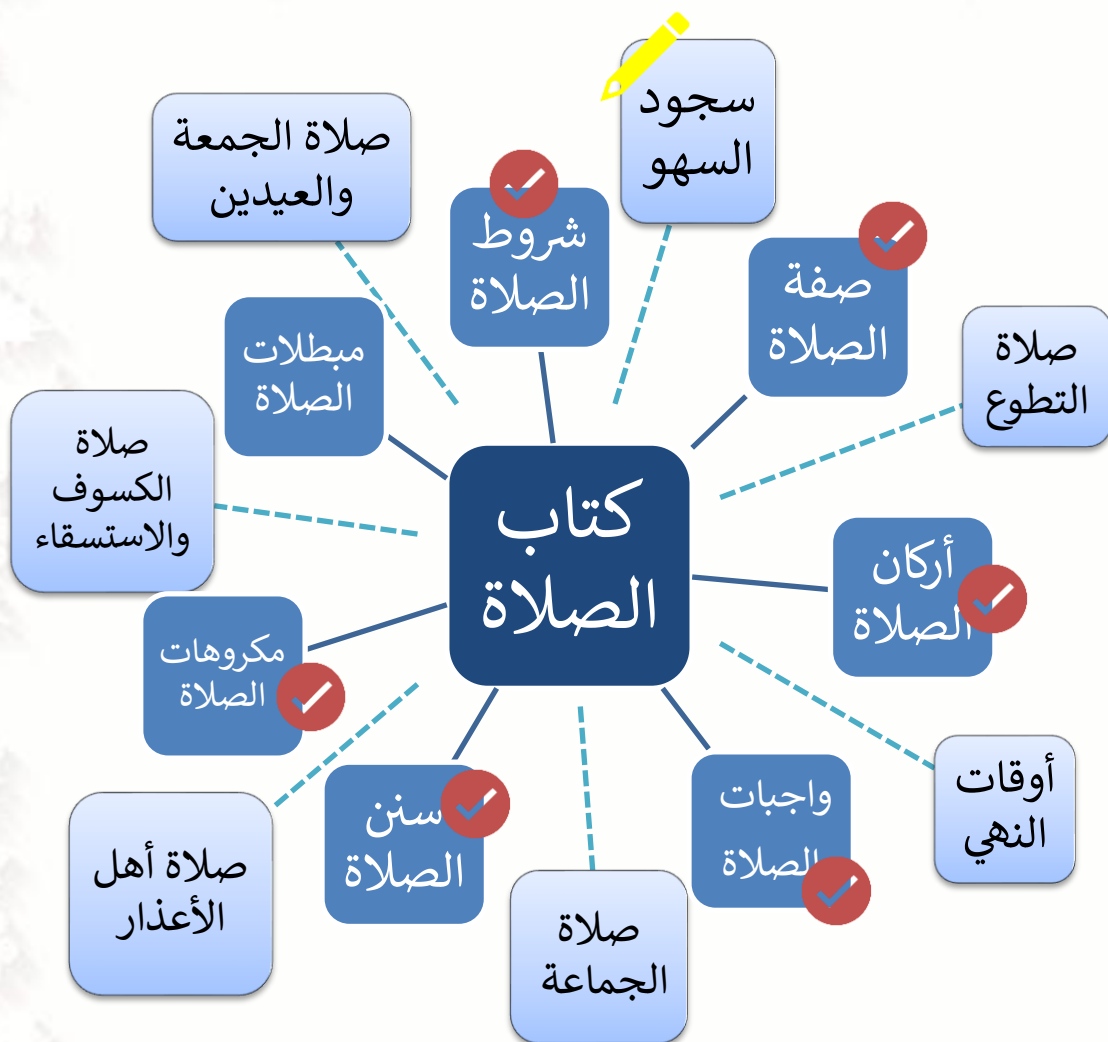 كتاب
الصلاة
شروط
الصلاة
سجود
السهو
صفة
الصلاة
صلاة
التطوع
أركان
الصلاة
أوقات
النهي
واجبات
الصلاة
صلاة
الجماعة
سنن
الصلاة
صلاة أهل
الأعذار
مكروهات
الصلاة
صلاة
الكسوف
والاستسقاء
مبطلات
الصلاة
صلاة الجمعة
والعيدين